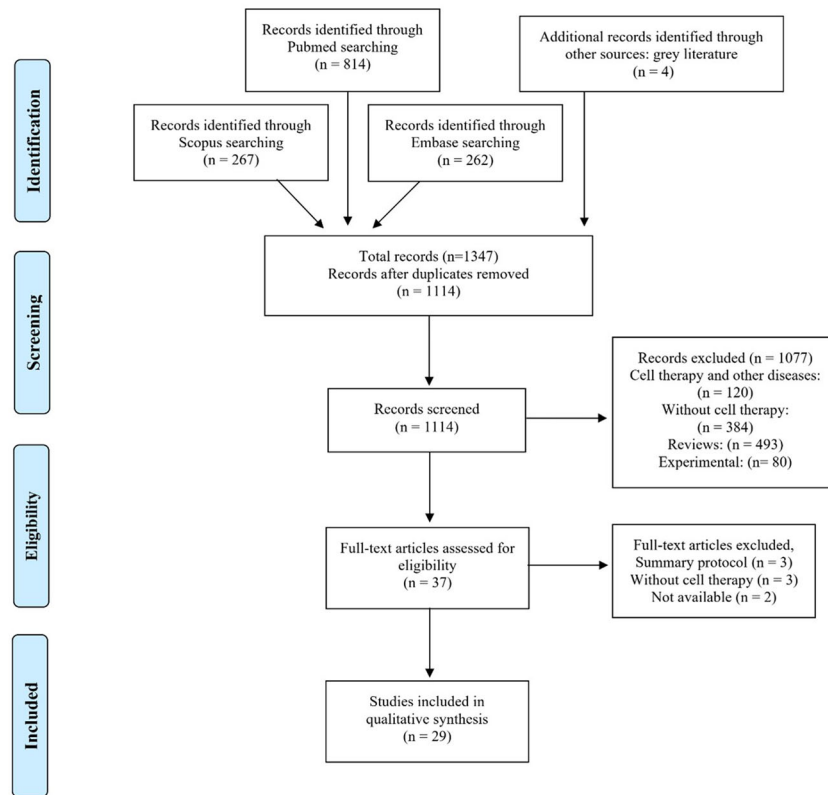 Identification
Records identified through
Pubmed searching
(n = 814)
Additional records identified through
other sources: grey literature
(n = 4)
Records identified through
Scopus searching
(n = 267)
Records identified through
Embase searching
(n = 262)
Screening
Total records (n=1347)
Records after duplicates removed
(n = 1114)
Records screened
(n = 1114)
Records excluded (n = 1077)
Cell therapy and other diseases:
(n = 120)
Without cell therapy:
(n = 384)
Reviews: (n = 493)
Experimental: (n= 80)
Eligibility
Full-text articles assessed for
eligibility
(n = 37)
Full-text articles excluded,
Summary protocol (n = 3)
Without cell therapy (n = 3)
Not available (n = 2)
Included
Studies included in
qualitative synthesis
(n = 29)